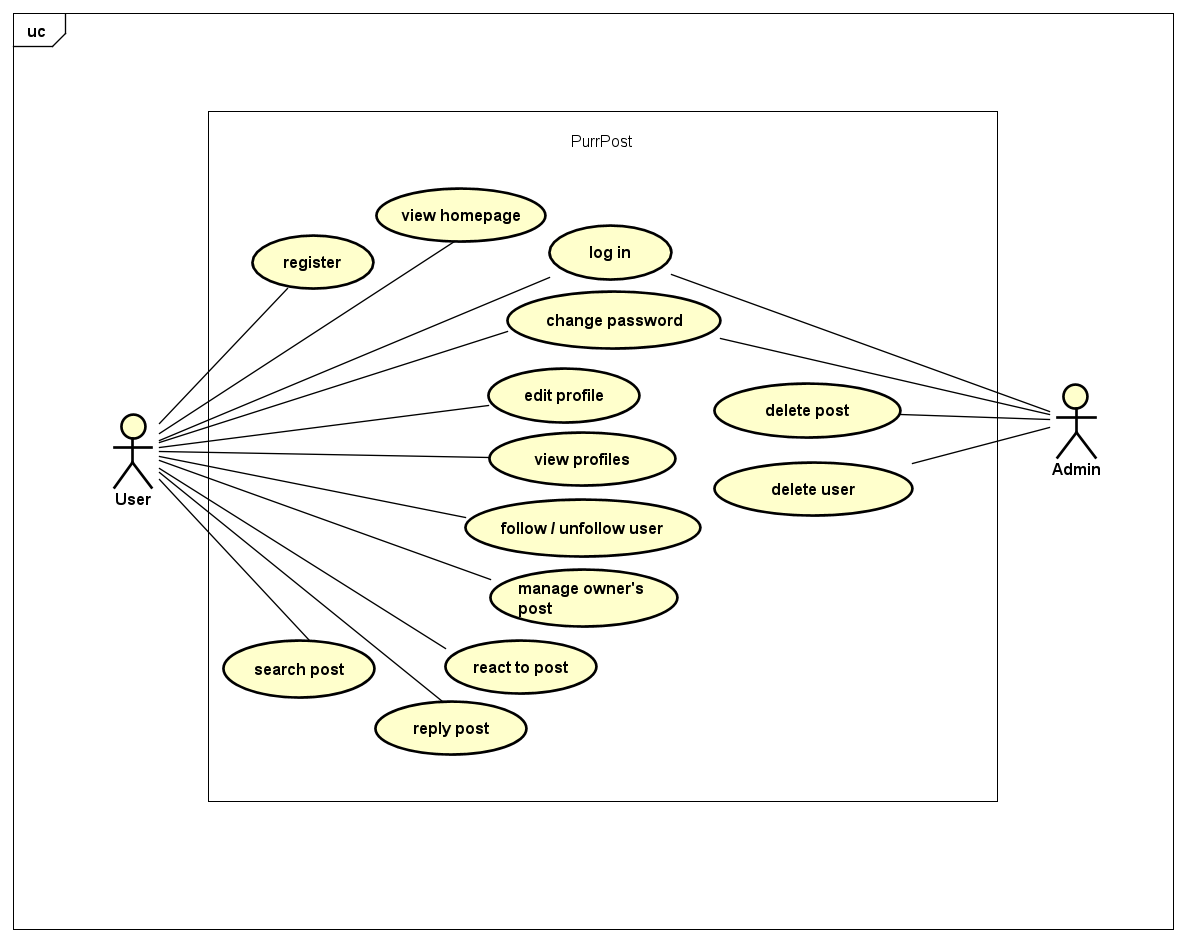 uc
PurrPost
view homepage
register
log in
change password
edit profile
delete post
view profiles
delete user
User
Admin
follow / unfollow user
manage owner's
post
search post
react to post
reply post